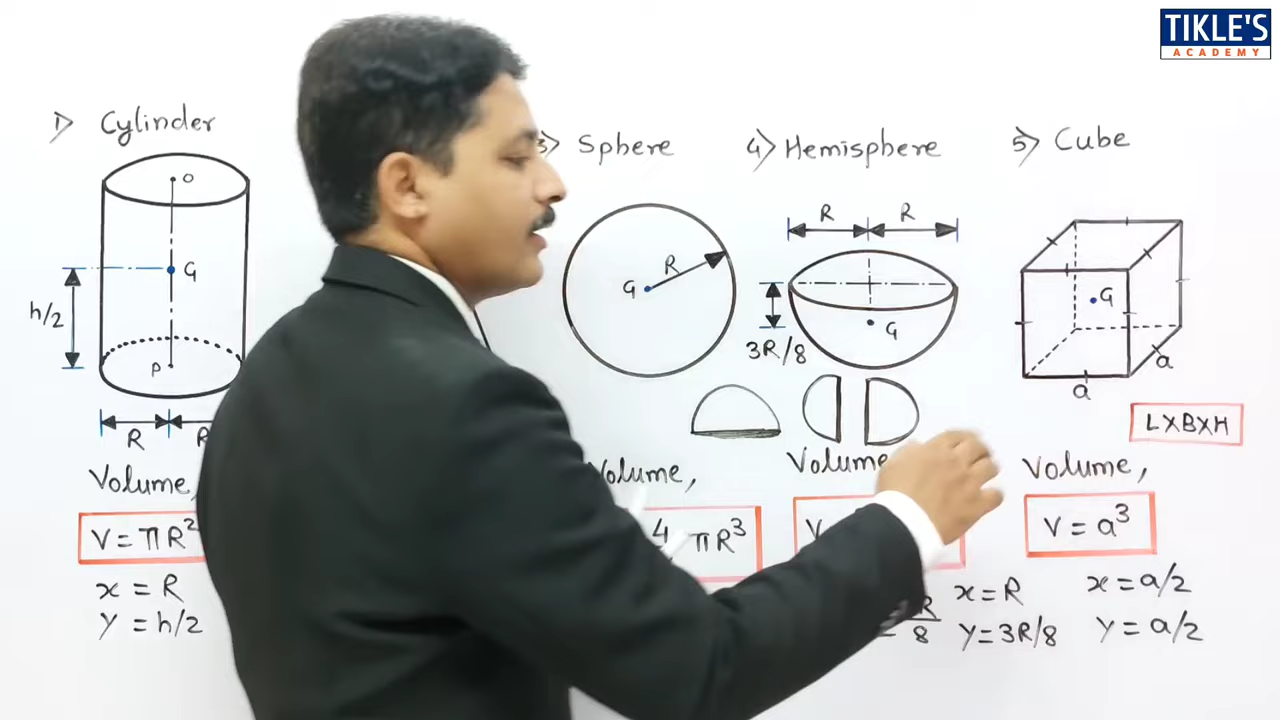 TIKLE'S
ACADEMY
1) Cylinder
O
G
h/2
P
R
R
Volume,
V = πR²
x = R
y = h/2
3) Sphere
R
G
Volume,
4 πR³
4) Hemisphere
R R
G
3R/8
Volume
V
R
8
x = R
y = 3R/8
5) Cube
G
a
a
L×B×H
Volume,
V = a³
x = a/2
y = a/2